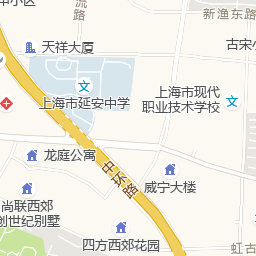 申小区
流路
新渔东路
古宋
天祥大厦
上海市延安中学
上海市现代
职业技术学校
龙庭公寓
中环路
威宁大楼
尚联西郊
创世纪别墅
四方西郊花园
虹古